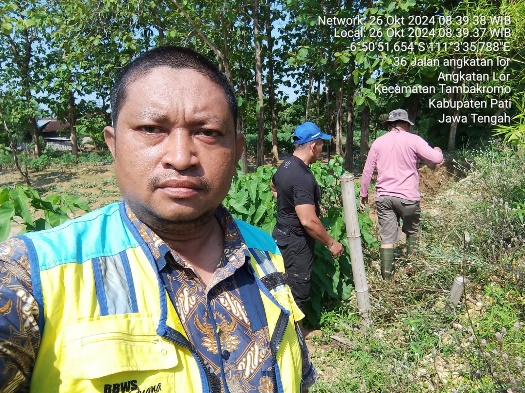 Network: 26 Okt 2024 08.39.38 WIB
Local: 26 Okt 2024 08.39.37 WIB
-6°50'51,654"S 111°3'35,788"E
36 Jalan angkatan lor
Angkatan Lor
Kecamatan Tambakromo
Kabupaten Pati
Jawa Tengah
BBWS